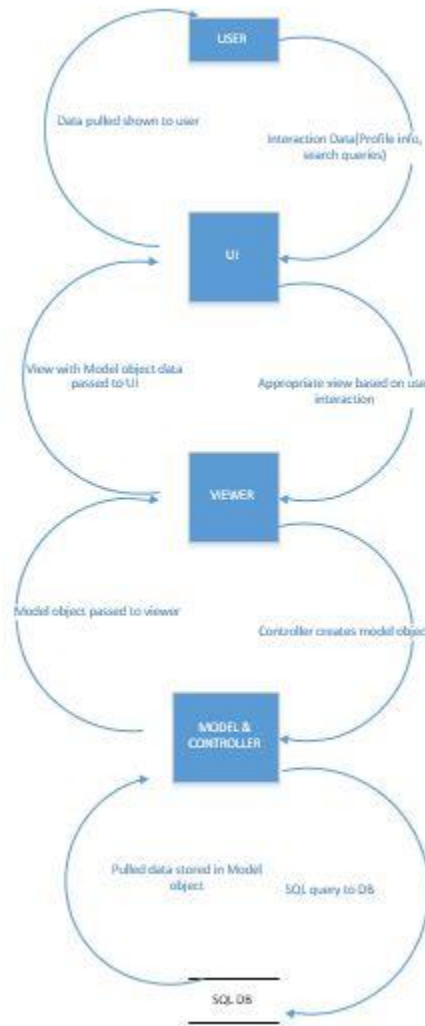 USER
Data pulled shown to user
Interaction Data(Profile info,
search queries)
UI
View with Model object data
passed to UI
Appropriate view based on user
interaction
VIEWER
Model object passed to viewer
Controller creates model object
MODEL &
CONTROLLER
Pulled data stored in Model
object
SQL query to DB
SQL DB